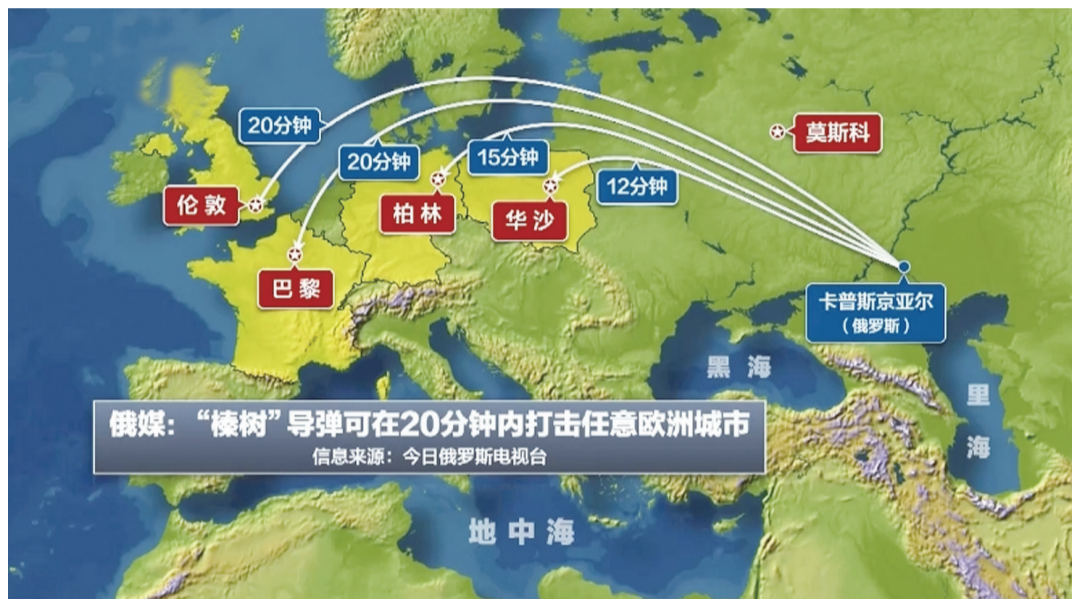 20分钟
莫斯科
20分钟
15分钟
12分钟
伦敦
柏林
华沙
巴黎
卡普斯京亚尔
（俄罗斯）
黑海
里海
俄媒：“榛树”导弹可在20分钟内打击任意欧洲城市
信息来源：今日俄罗斯电视台
地中海